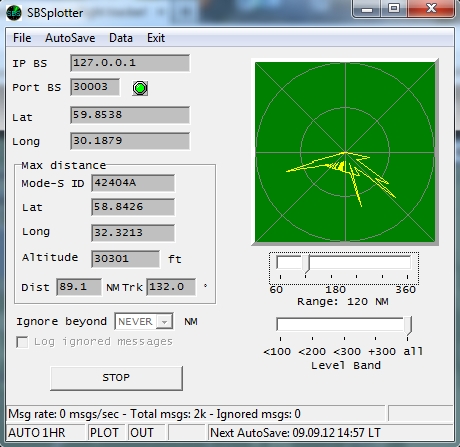 SBSplotter
File AutoSave Data Exit
IP BS 127.0.0.1
Port BS 30003
Lat 59.8538
Long 30.1879
Max distance
Mode-S ID 42404A
Lat 58.8426
Long 32.3213
Altitude 30301 ft
Dist 89.1 NM Trk 132.0 °
Ignore beyond NEVER NM
Log ignored messages
STOP
60 180 360
Range: 120 NM
<100 <200 <300 +300 all
Level Band
Msg rate: 0 msgs/sec - Total msgs: 2k - Ignored msgs: 0
AUTO 1HR PLOT OUT Next AutoSave: 09.09.12 14:57 LT